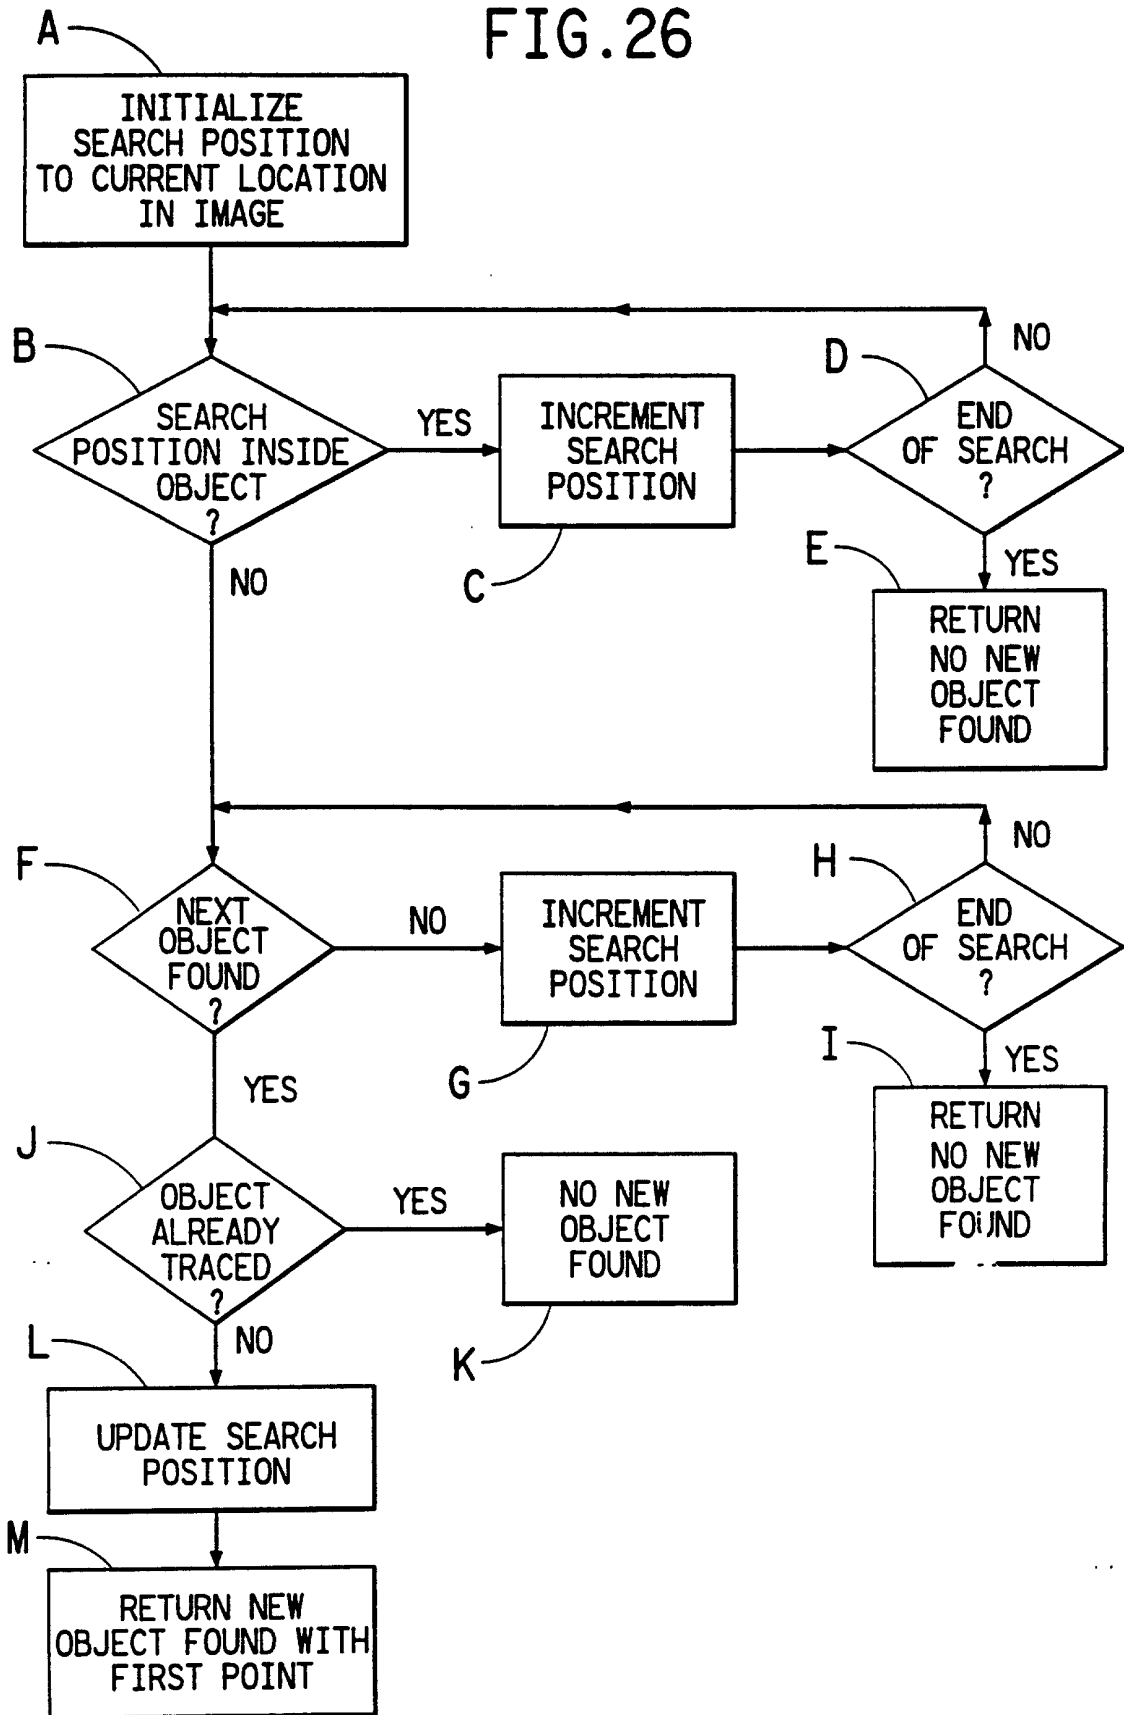 FIG.26
A
INITIALIZE
SEARCH POSITION
TO CURRENT LOCATION
IN IMAGE
B
SEARCH
POSITION INSIDE
OBJECT
?
YES
NO
INCREMENT
SEARCH
POSITION
C
D
END
OF SEARCH
?
NO
YES
E
RETURN
NO NEW
OBJECT
FOUND
F
NEXT
OBJECT
FOUND
?
NO
YES
INCREMENT
SEARCH
POSITION
G
H
END
OF SEARCH
?
NO
YES
I
RETURN
NO NEW
OBJECT
FOUND
J
OBJECT
ALREADY
TRACED
?
YES
NO
NO NEW
OBJECT
FOUND
K
L
UPDATE SEARCH
POSITION
M
RETURN NEW
OBJECT FOUND WITH
FIRST POINT